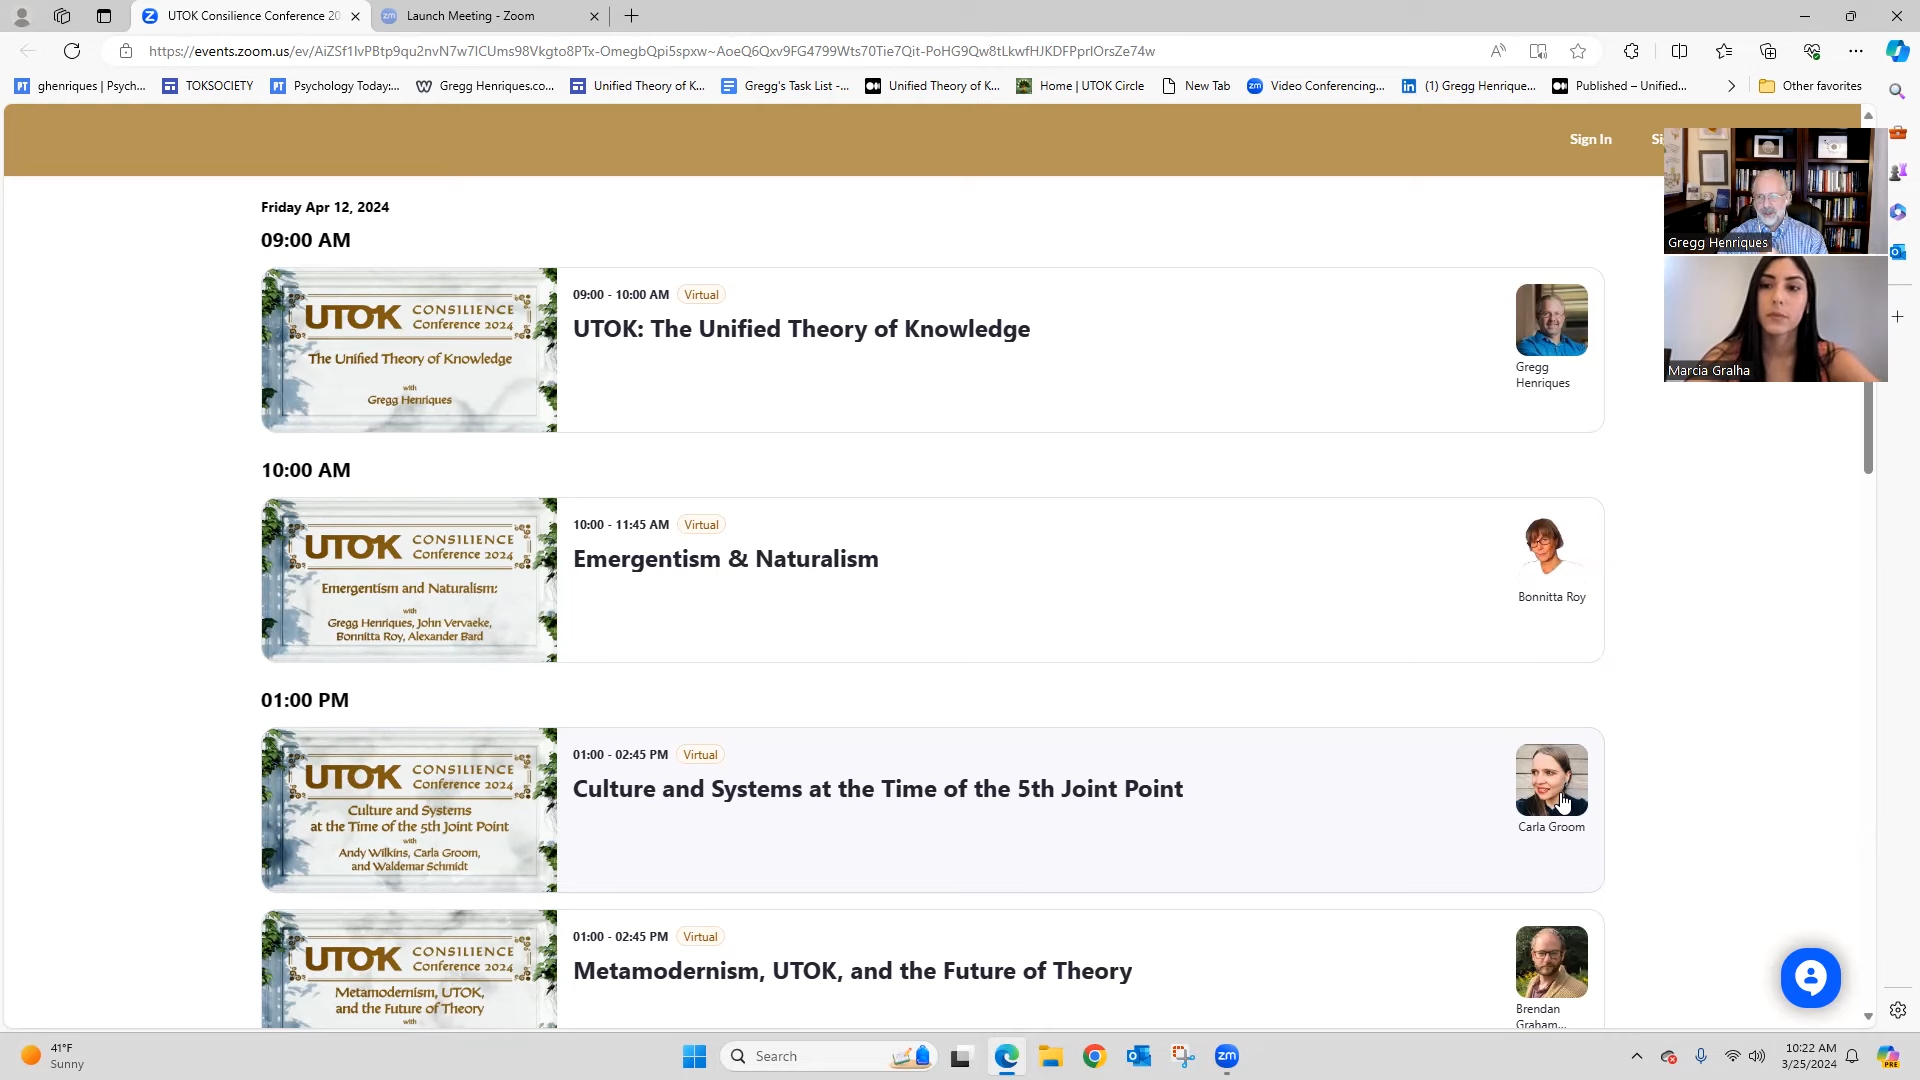 UTOK Consilience Conference 20
Launch Meeting - Zoom
https://events.zoom.us/ev/AiZSf1IvPBtp9qu2nvN7w7ICUms98Vkgto8PTx-OmegbQpi5spxw~AoeQ6Qxv9FG4799Wts70Tie7Qit-PoHG9Qw8tLkwfHJKDFPprIOrsZe74w
ghenriques | Psych...
TOKSOCIETY
Psychology Today:...
Gregg Henriques.co...
Unified Theory of K...
Gregg's Task List -...
Unified Theory of K...
Home | UTOK Circle
New Tab
Video Conferencing...
(1) Gregg Henrique...
Published – Unified...
Other favorites
Sign In
Si
Gregg Henriques
Marcia Gralha
Friday Apr 12, 2024
09:00 AM
UTOK CONSILIENCE
Conference 2024
The Unified Theory of Knowledge
with
Gregg Henriques
09:00 - 10:00 AM Virtual
UTOK: The Unified Theory of Knowledge
Gregg
Henriques
10:00 AM
UTOK CONSILIENCE
Conference 2024
Emergentism and Naturalism:
with
Gregg Henriques, John Vervaeke,
Bonnitta Roy, Alexander Bard
10:00 - 11:45 AM Virtual
Emergentism & Naturalism
Bonnitta Roy
01:00 PM
UTOK CONSILIENCE
Conference 2024
Culture and Systems
at the Time of the 5th Joint Point
with
Andy Wilkins, Carla Groom,
and Waldemar Schmidt
01:00 - 02:45 PM Virtual
Culture and Systems at the Time of the 5th Joint Point
Carla Groom
UTOK CONSILIENCE
Conference 2024
Metamodernism, UTOK,
and the Future of Theory
with
01:00 - 02:45 PM Virtual
Metamodernism, UTOK, and the Future of Theory
Brendan
Graham...
41°F
Sunny
Search
zm
10:22 AM
3/25/2024
PRE